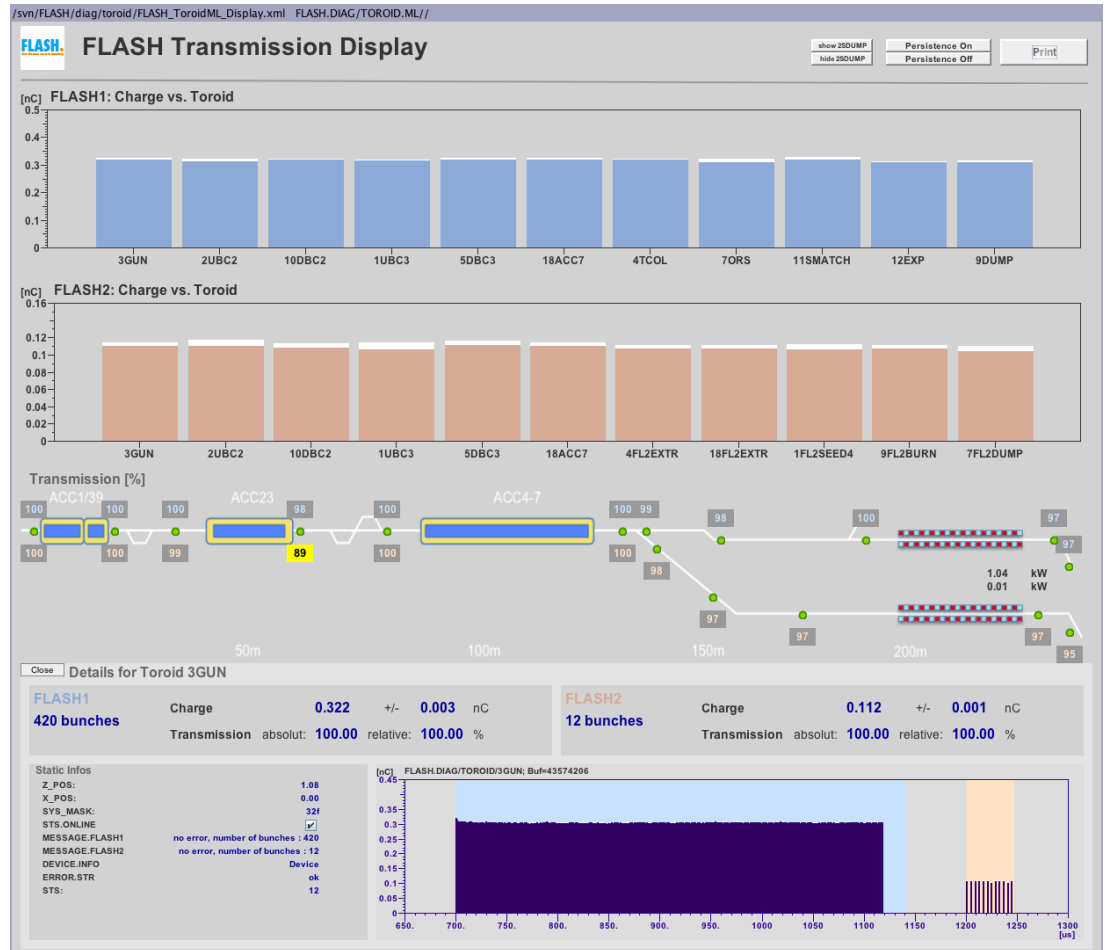 /svn/FLASH/diag/toroid/FLASH_ToroidML_Display.xml FLASH.DIAG/TOROID.ML//
FLASH. FLASH Transmission Display
show 2SDUMP Persistence On Print
hide 2SDUMP Persistence Off
[nC] FLASH1: Charge vs. Toroid
0.5
0.4
0.3
0.2
0.1
0
3GUN 2UBC2 10DBC2 1UBC3 5DBC3 18ACC7 4TCOL 7ORS 11SMATCH 12EXP 9DUMP
[nC] FLASH2: Charge vs. Toroid
0.16
0.12
0.1
0.08
0.06
0.04
0.02
0
3GUN 2UBC2 10DBC2 1UBC3 5DBC3 18ACC7 4FL2EXTR 18FL2EXTR 1FL2SEED4 9FL2BURN 7FL2DUMP
Transmission [%]
ACC1/39 ACC23 ACC4-7
100 100 100 98 100 100 99 98 100 97
97
100 100 99 89 100 100
98
1.04 kW
0.01 kW
97 97 97
95
50m 100m 150m 200m
Close Details for Toroid 3GUN
FLASH1
420 bunches
Charge 0.322 +/- 0.003 nC
Transmission absolut: 100.00 relative: 100.00 %
FLASH2
12 bunches
Charge 0.112 +/- 0.001 nC
Transmission absolut: 100.00 relative: 100.00 %
Static Infos
Z_POS: 1.08
X_POS: 0.00
SYS_MASK: 32f
STS.ONLINE
MESSAGE.FLASH1 no error, number of bunches : 420
MESSAGE.FLASH2 no error, number of bunches : 12
DEVICE.INFO Device
ERROR.STR ok
STS: 12
[nC] FLASH.DIAG/TOROID/3GUN; Buf=43574206
0.45
0.35
0.3
0.25
0.2
0.15
0.1
0.05
0
650. 700. 750. 800. 850. 900. 950. 1000 1050 1100 1150 1200 1250 1300
[us]